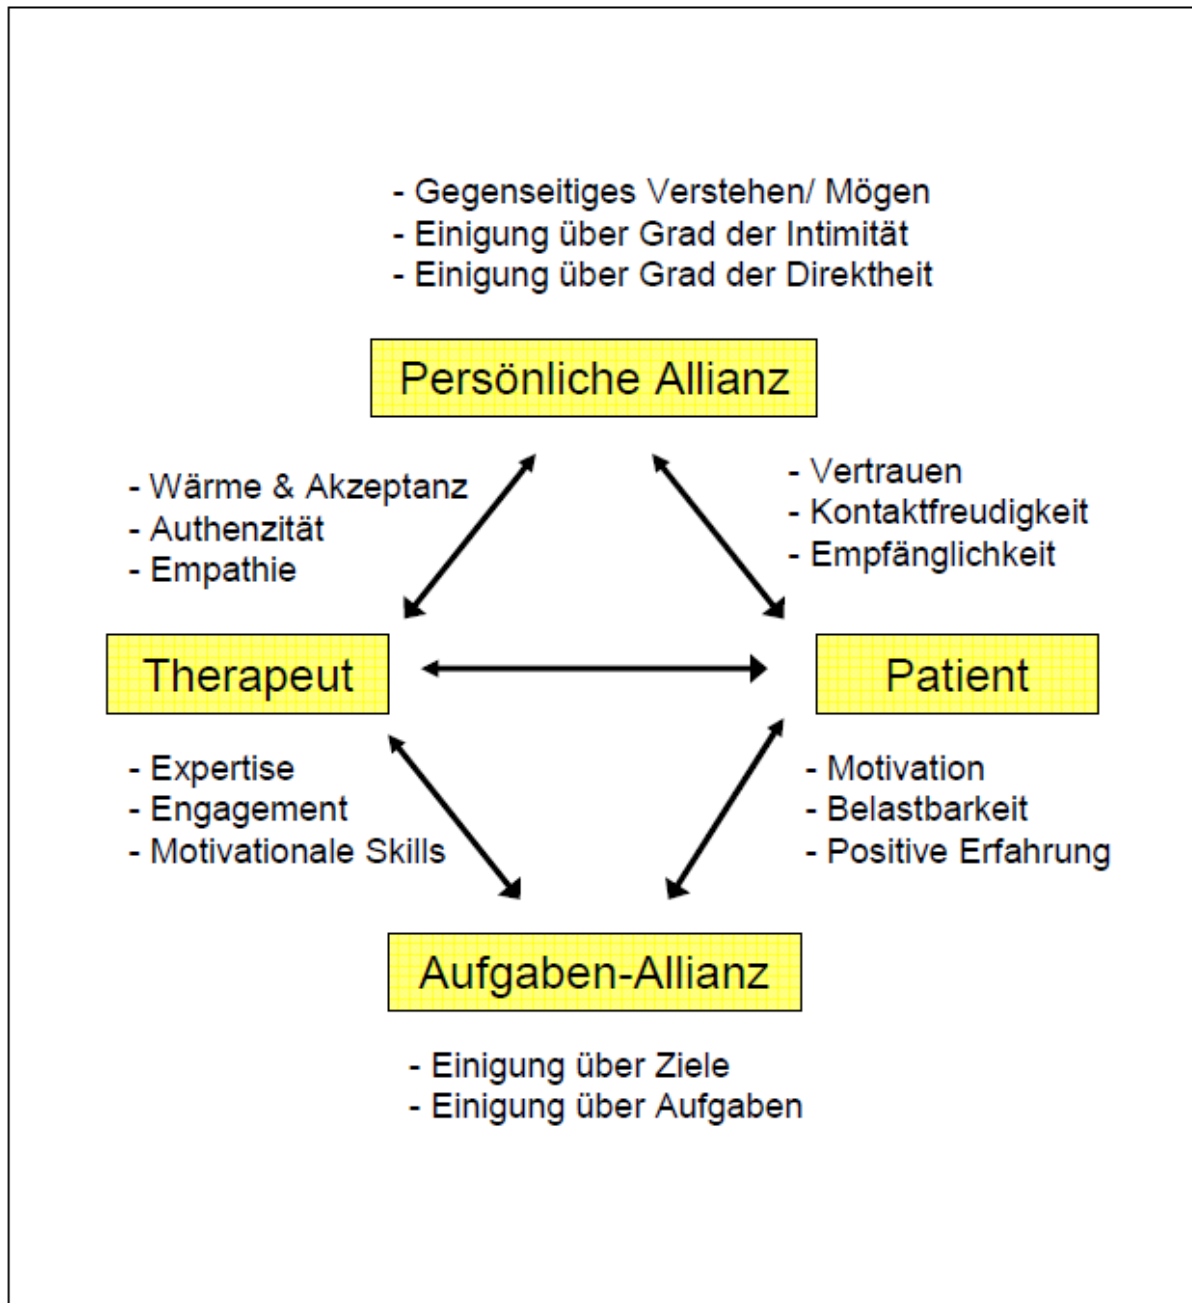 - Gegenseitiges Verstehen/ Mögen
- Einigung über Grad der Intimität
- Einigung über Grad der Direktheit
Persönliche Allianz
- Wärme & Akzeptanz
- Authenzität
- Empathie
- Vertrauen
- Kontaktfreudigkeit
- Empfänglichkeit
Therapeut
Patient
- Expertise
- Engagement
- Motivationale Skills
- Motivation
- Belastbarkeit
- Positive Erfahrung
Aufgaben-Allianz
- Einigung über Ziele
- Einigung über Aufgaben